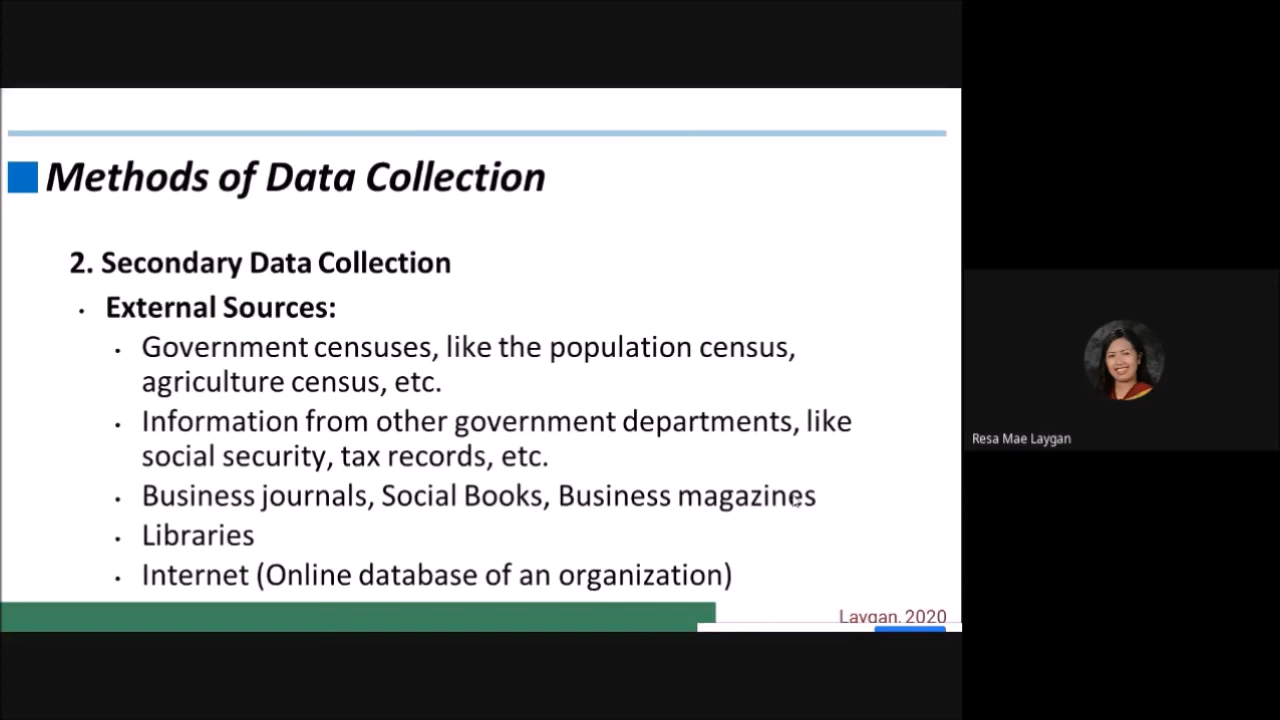 Methods of Data Collection
2. Secondary Data Collection
• External Sources:
• Government censuses, like the population census,
agriculture census, etc.
• Information from other government departments, like
social security, tax records, etc.
• Business journals, Social Books, Business magazines
• Libraries
• Internet (Online database of an organization)
Laygan, 2020
Resa Mae Laygan